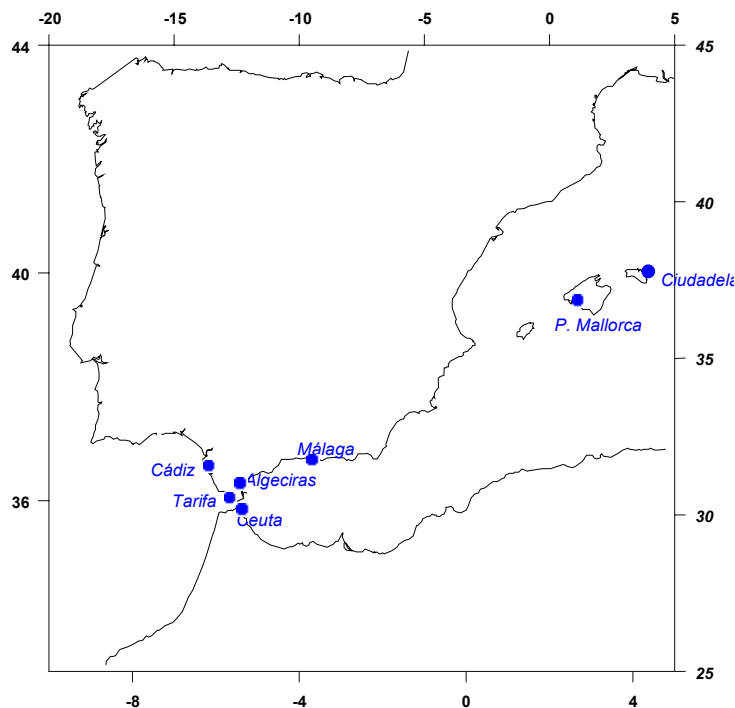 -20 -15 -10 -5 0 5
44 45
40
40
Ciudadela
P. Mallorca
35
Málaga
Cádiz
Algeciras
Tarifa
36
Ceuta
30
25
-8 -4 0 4